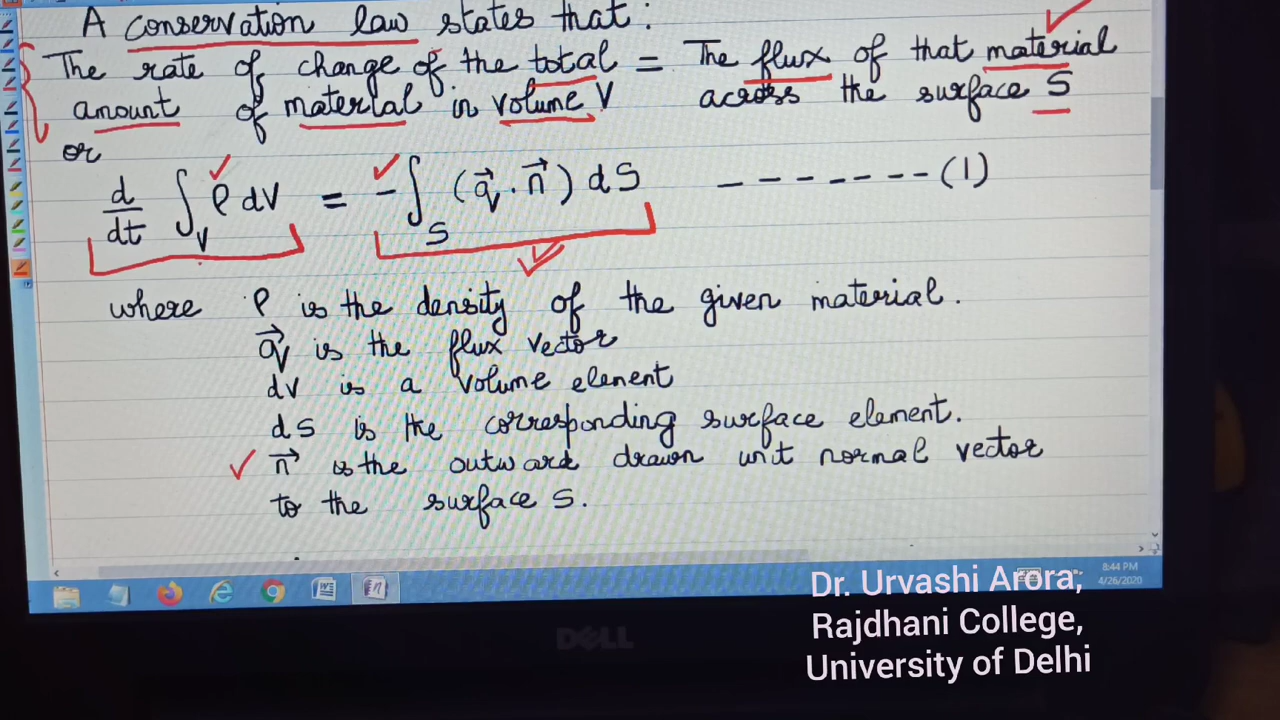 A conservation law states that :
The rate of change of the total = The flux of that material
amount of material in volume V across the surface S
or
d/dt ∫_V ρ dV = - ∫_S (q⃗ . n⃗) dS -------(1)
where ρ is the density of the given material.
q⃗ is the flux vector
dv is a volume element
ds is the corresponding surface element.
n⃗ is the outward drawn unit normal vector
to the surface S.
8:44 PM
4/26/2020
DELL
Dr. Urvashi Arora,
Rajdhani College,
University of Delhi